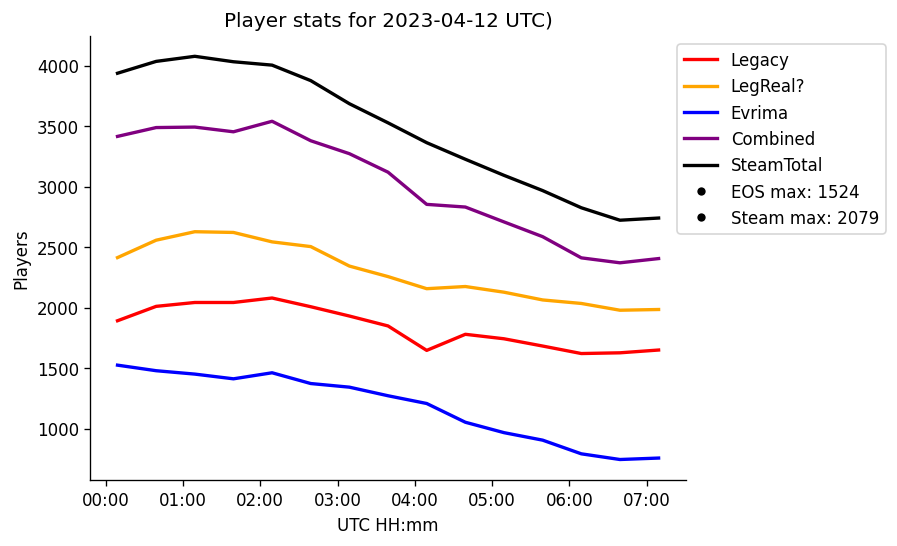 Player stats for 2023-04-12 UTC)
Players
4000
3500
3000
2500
2000
1500
1000
00:00 01:00 02:00 03:00 04:00 05:00 06:00 07:00
UTC HH:mm
Legacy
LegReal?
Evrima
Combined
SteamTotal
EOS max: 1524
Steam max: 2079